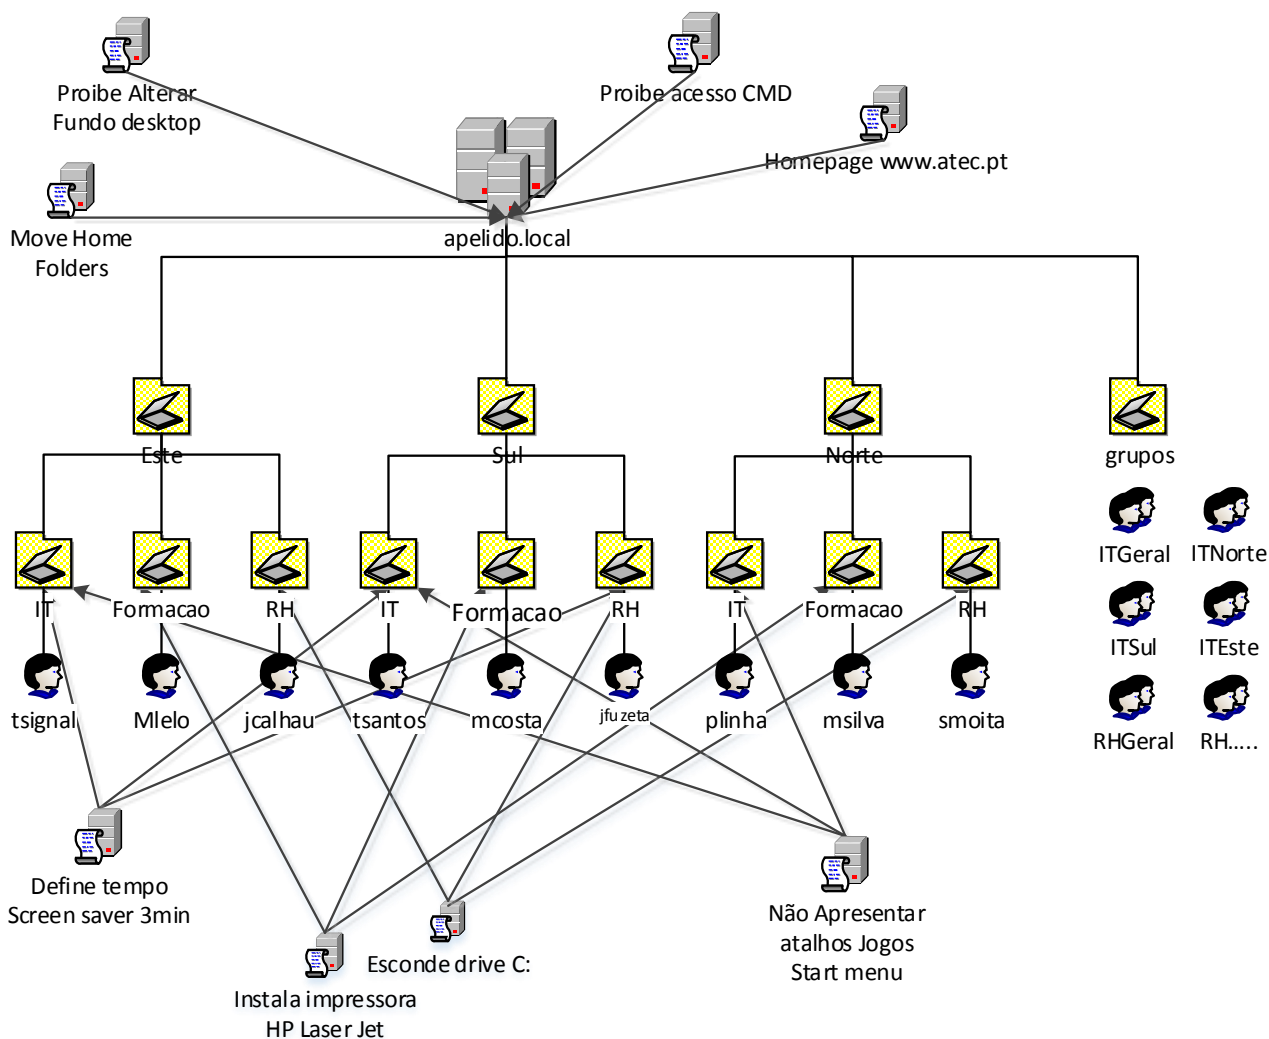 Proibe Alterar
Fundo desktop
Proibe acesso CMD
Homepage www.atec.pt
Move Home
Folders
apelido.local
Este
Sul
Norte
grupos
IT
Formacao
RH
IT
Formacao
RH
IT
Formacao
RH
ITGeral
ITNorte
ITSul
ITEste
RHGeral
RH.....
tsignal
Mlelo
jcalhau
tsantos
mcosta
jfuzeta
plinha
msilva
smoita
Define tempo
Screen saver 3min
Instala impressora
HP Laser Jet
Esconde drive C:
Não Apresentar
atalhos Jogos
Start menu